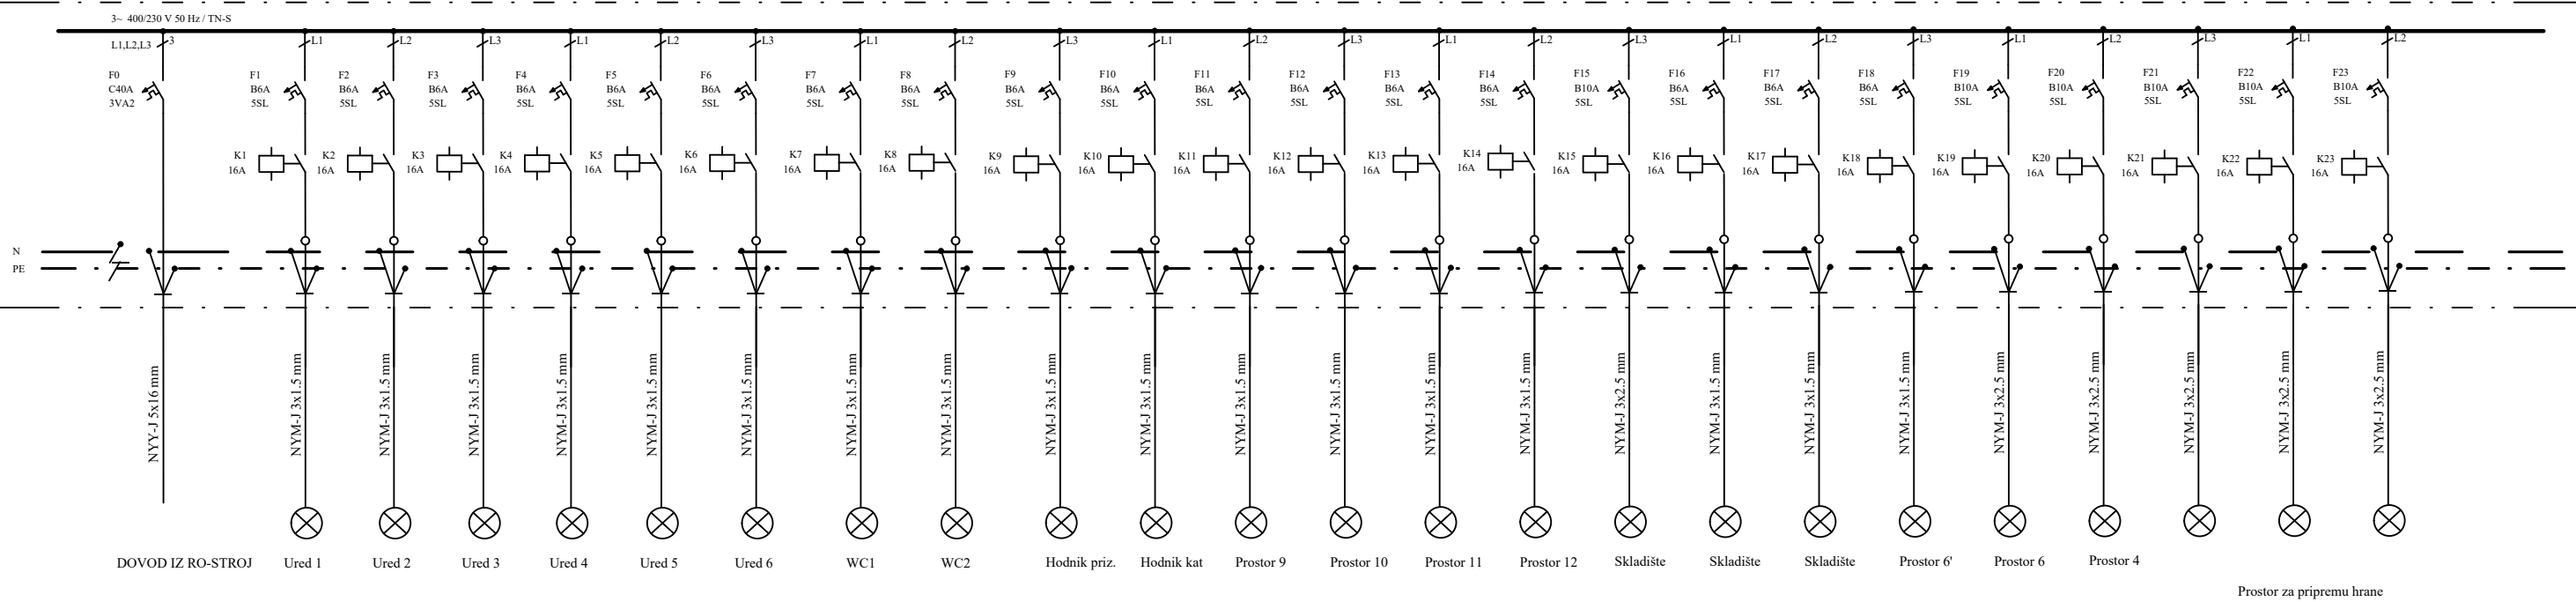 3~ 400/230 V 50 Hz / TN-S
L1,L2,L3 3 L1 L2 L3 L1 L2 L3 L1 L2 L3 L1 L2 L3 L1 L2 L3 L1 L2 L3 L1 L2 L3 L1 L2
F0 F1 F2 F3 F4 F5 F6 F7 F8 F9 F10 F11 F12 F13 F14 F15 F16 F17 F18 F19 F20 F21 F22 F23
C40A B6A B6A B6A B6A B6A B6A B6A B6A B6A B6A B6A B6A B6A B6A B10A B6A B6A B6A B10A B10A B10A B10A B10A
3VA2 5SL 5SL 5SL 5SL 5SL 5SL 5SL 5SL 5SL 5SL 5SL 5SL 5SL 5SL 5SL 5SL 5SL 5SL 5SL 5SL 5SL 5SL 5SL
K1 K2 K3 K4 K5 K6 K7 K8 K9 K10 K11 K12 K13 K14 K15 K16 K17 K18 K19 K20 K21 K22 K23
16A 16A 16A 16A 16A 16A 16A 16A 16A 16A 16A 16A 16A 16A 16A 16A 16A 16A 16A 16A 16A 16A 16A
N
PE
NYY-J 5x16 mm
NYM-J 3x1.5 mm
NYM-J 3x1.5 mm
NYM-J 3x1.5 mm
NYM-J 3x1.5 mm
NYM-J 3x1.5 mm
NYM-J 3x1.5 mm
NYM-J 3x1.5 mm
NYM-J 3x1.5 mm
NYM-J 3x1.5 mm
NYM-J 3x1.5 mm
NYM-J 3x1.5 mm
NYM-J 3x1.5 mm
NYM-J 3x1.5 mm
NYM-J 3x1.5 mm
NYM-J 3x2.5 mm
NYM-J 3x1.5 mm
NYM-J 3x1.5 mm
NYM-J 3x1.5 mm
NYM-J 3x2.5 mm
NYM-J 3x2.5 mm
NYM-J 3x2.5 mm
NYM-J 3x2.5 mm
NYM-J 3x2.5 mm
DOVOD IZ RO-STROJ Ured 1 Ured 2 Ured 3 Ured 4 Ured 5 Ured 6 WC1 WC2 Hodnik priz. Hodnik kat Prostor 9 Prostor 10 Prostor 11 Prostor 12 Skladište Skladište Skladište Prostor 6' Prostor 6 Prostor 4
Prostor za pripremu hrane